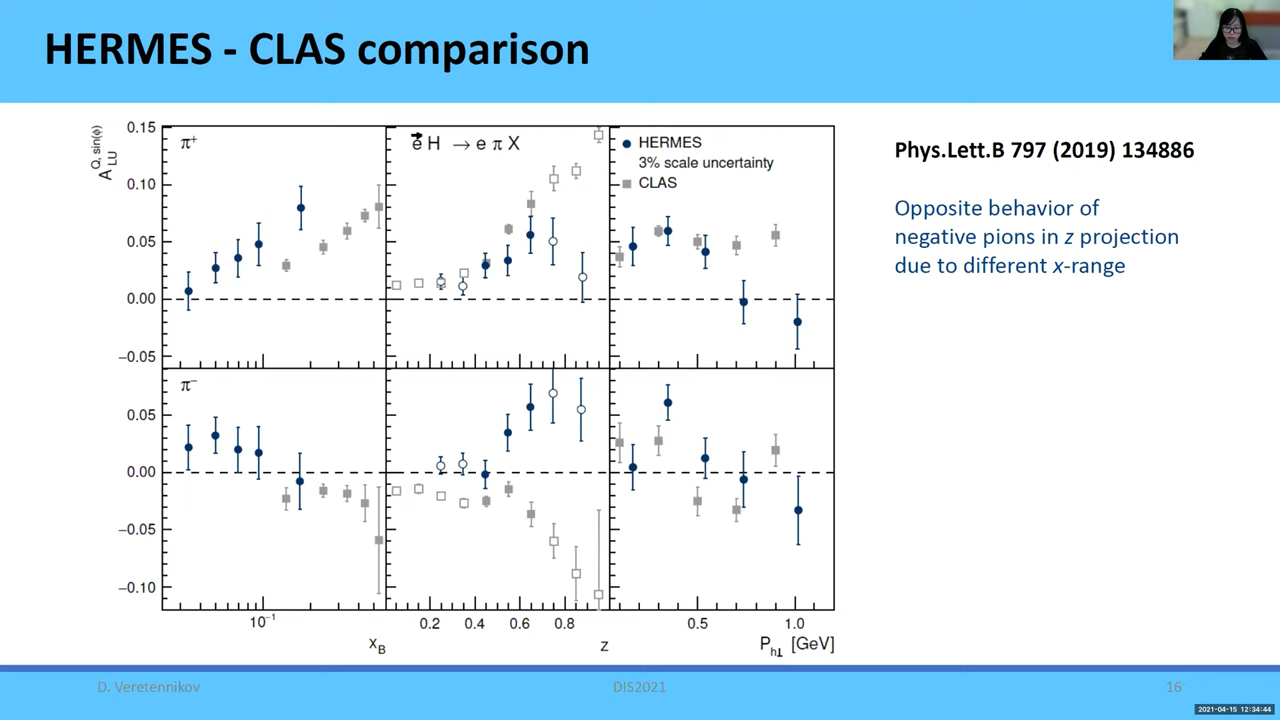 HERMES - CLAS comparison
0.15
0.10
0.05
0.00
−0.05
A LU Q, sin(ϕ)
π+
e⃗ H → e π X
HERMES
3% scale uncertainty
CLAS
π−
0.05
0.00
−0.05
−0.10
10−1
0.2 0.4 0.6 0.8
0.5 1.0
xB
z
Ph⊥ [GeV]
Phys.Lett.B 797 (2019) 134886
Opposite behavior of
negative pions in z projection
due to different x-range
D. Veretennikov
DIS2021
16
2021-04-15 12:34:44